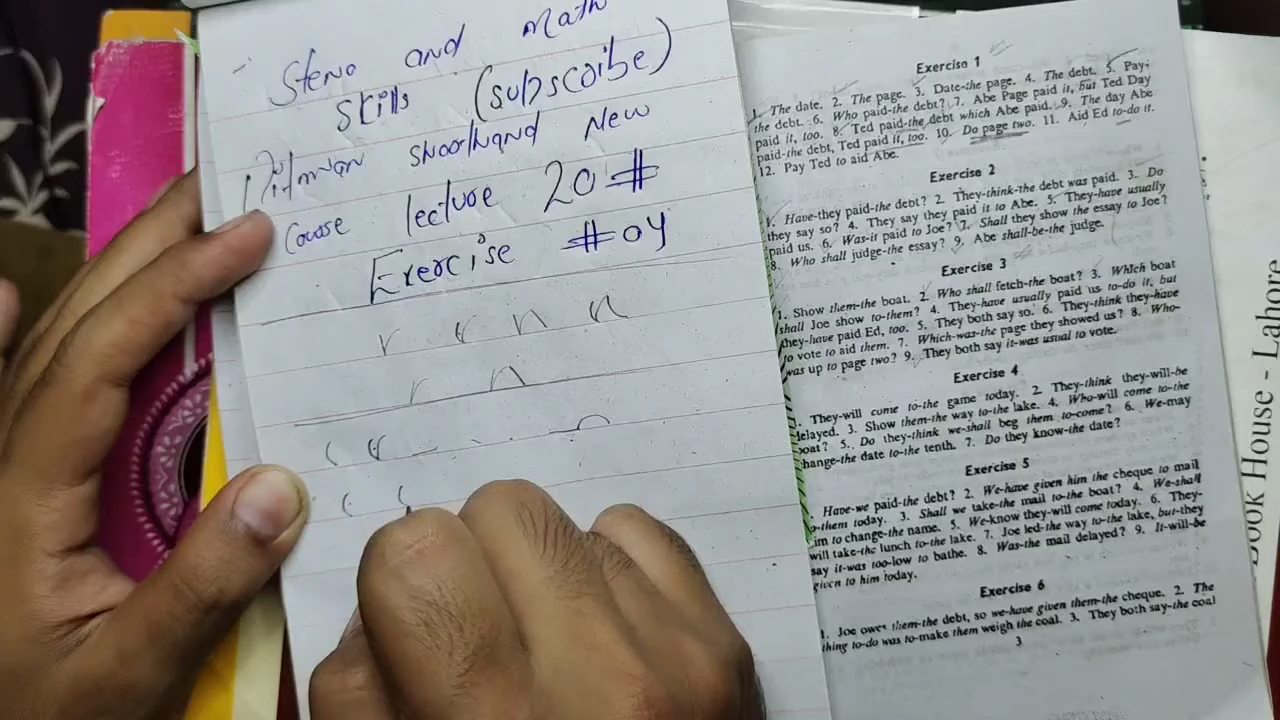 Steno and math
skills (subscribe)
Pitman shorthand New
Course lecture 20#
Exercise #04
Exercise 1
1. The date. 2. The page. 3. Date-the page. 4. The debt. 5. Pay-
the debt. 6. Who paid-the debt? 7. Abe Page paid it, but Ted Day
paid it, too. 8. Ted paid-the debt which Abe paid. 9. The day Abe
paid-the debt, Ted paid it, too. 10. Do page two. 11. Aid Ed to-do it.
12. Pay Ted to aid Abe.
Exercise 2
1. Have-they paid-the debt? 2. They-think-the debt was paid. 3. Do
they say so? 4. They say they paid it to Abe. 5. They-have usually
paid us. 6. Was-it paid to Joe? 7. Shall they show the essay to Joe?
8. Who shall judge-the essay? 9. Abe shall-be-the judge.
Exercise 3
1. Show them-the boat. 2. Who shall fetch-the boat? 3. Which boat
shall Joe show to-them? 4. They-have usually paid us to-do it, but
they-have paid Ed, too. 5. They both say so. 6. They-think they-have
to vote to aid them. 7. Which-was-the page they showed us? 8. Who-
was up to page two? 9. They both say it-was usual to vote.
Exercise 4
They-will come to-the game today. 2. They-think they-will-be
delayed. 3. Show them-the way to-the lake. 4. Who-will come to-the
boat? 5. Do they-think we-shall beg them to-come? 6. We-may
change-the date to-the tenth. 7. Do they-know-the date?
Exercise 5
Have-we paid-the debt? 2. We-have given him the cheque to mail
o-them today. 3. Shall we take-the mail to-the boat? 4. We-shall
im to-change-the name. 5. We-know they-will come today. 6. They-
will take-the lunch to-the lake. 7. Joe led-the way to-the lake, but-they
say it-was too-low to bathe. 8. Was-the mail delayed? 9. It-will-be
given to him today.
Exercise 6
1. Joe owes them-the debt, so we-have given them-the cheque. 2. The
thing to-do was to-make them weigh the coal. 3. They both say-the coal
3
Book House - Lahore